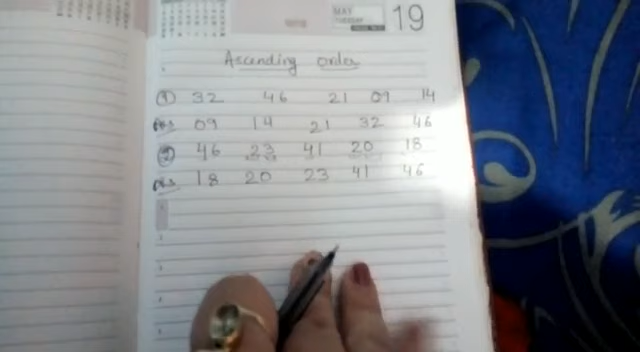 MAY
TUESDAY
19
Ascending order
① 32 46 21 09 14
Ans 09 14 21 32 46
② 46 23 41 20 18
Ans 18 20 23 41 46